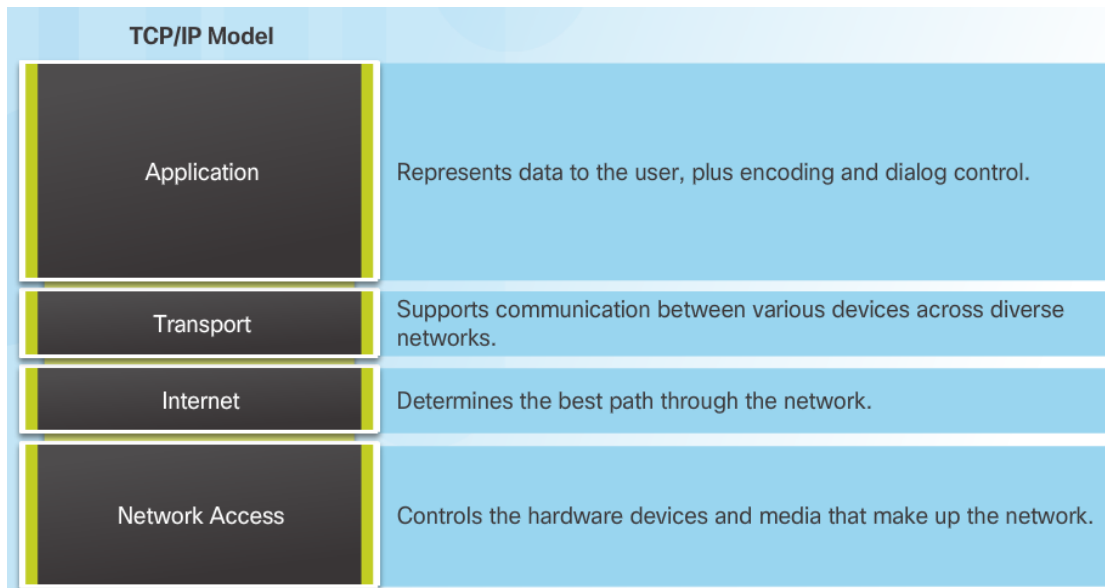 TCP/IP Model
Application
Represents data to the user, plus encoding and dialog control.
Transport
Supports communication between various devices across diverse
networks.
Internet
Determines the best path through the network.
Network Access
Controls the hardware devices and media that make up the network.